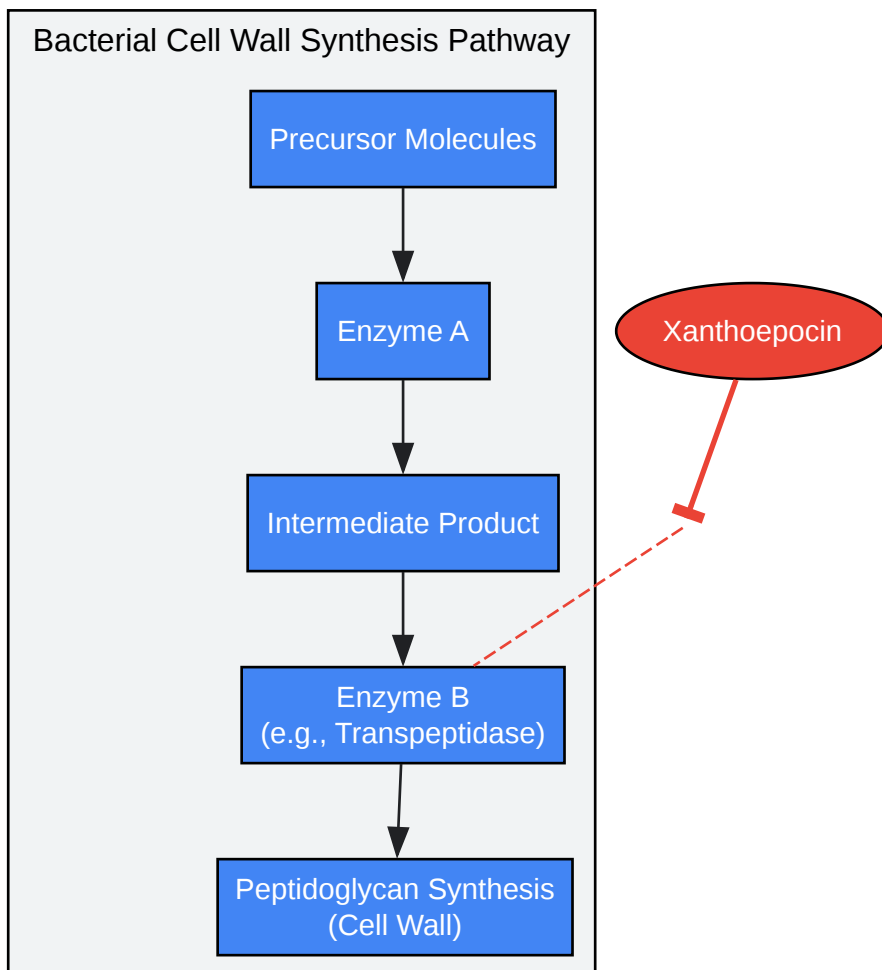 Bacterial Cell Wall Synthesis Pathway
Precursor Molecules
Enzyme A
Xanthoepocin
Intermediate Product
Enzyme B
(e.g., Transpeptidase)
Peptidoglycan Synthesis
(Cell Wall)